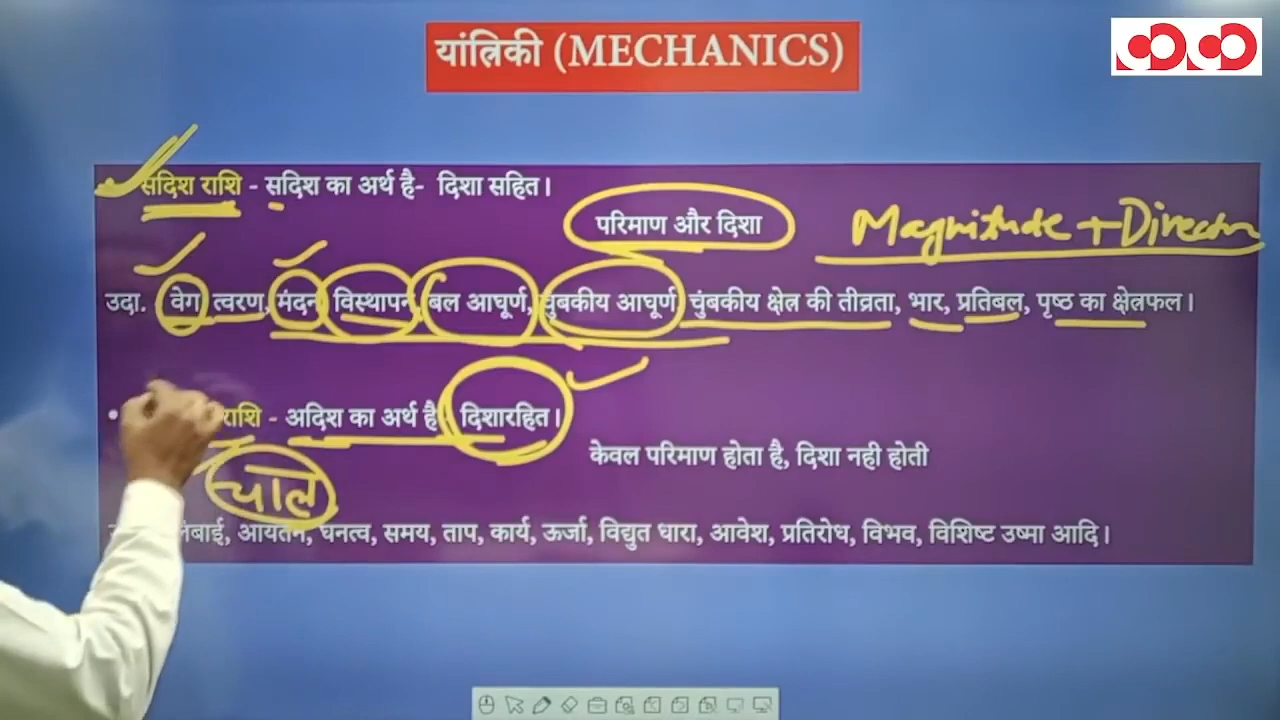 यांत्रिकी (MECHANICS)
सदिश राशि - सदिश का अर्थ है- दिशा सहित।
परिमाण और दिशा
Magnitude + Direction
उदा. वेग, त्वरण, मंदन, विस्थापन, बल आघूर्ण, चुंबकीय आघूर्ण, चुंबकीय क्षेत्र की तीव्रता, भार, प्रतिबल, पृष्ठ का क्षेत्रफल।
राशि - अदिश का अर्थ है- दिशारहित।
केवल परिमाण होता है, दिशा नही होती
चाल
आयतन, घनत्व, समय, ताप, कार्य, ऊर्जा, विद्युत धारा, आवेश, प्रतिरोध, विभव, विशिष्ट उष्मा आदि।